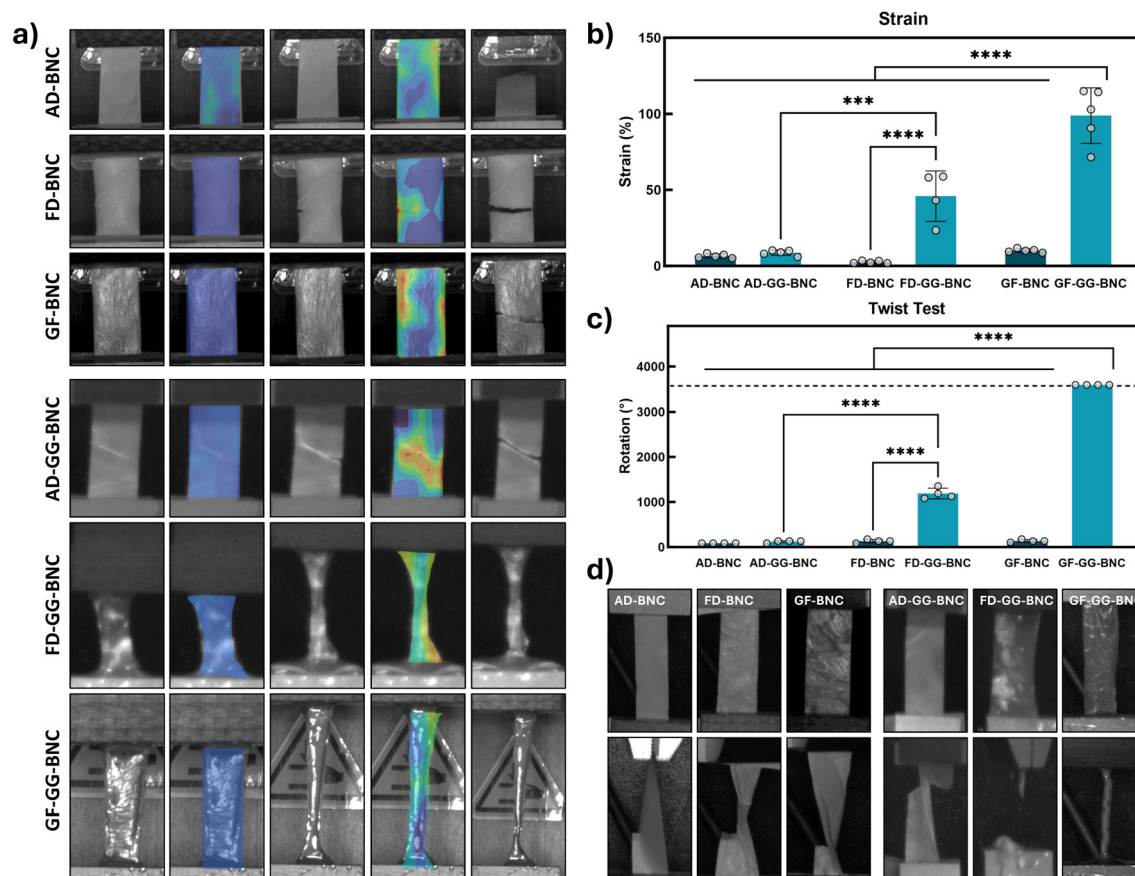 a)
AD-BNC
FD-BNC
GF-BNC
AD-GG-BNC
FD-GG-BNC
GF-GG-BNC
b)
Strain
Strain (%)
150
100
50
0
****
***
****
AD-BNC
AD-GG-BNC
FD-BNC
FD-GG-BNC
GF-BNC
GF-GG-BNC
c)
Twist Test
Rotation (°)
4000
3000
2000
1000
0
****
****
****
AD-BNC
AD-GG-BNC
FD-BNC
FD-GG-BNC
GF-BNC
GF-GG-BNC
d)
AD-BNC
FD-BNC
GF-BNC
AD-GG-BNC
FD-GG-BNC
GF-GG-BNC